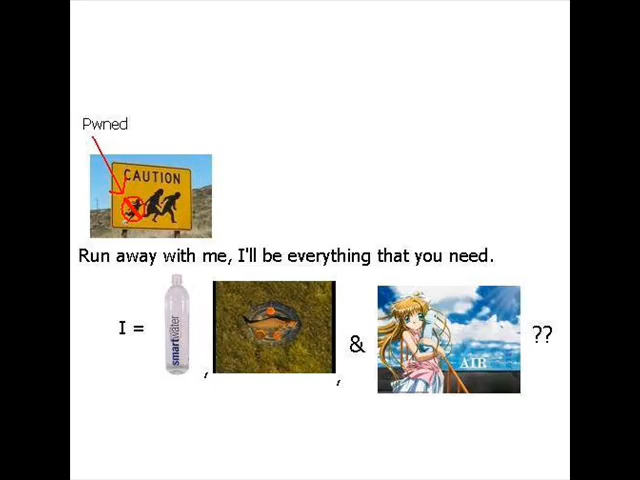 Pwned
CAUTION
Run away with me, I'll be everything that you need.
I = smartwater , , & AIR ??